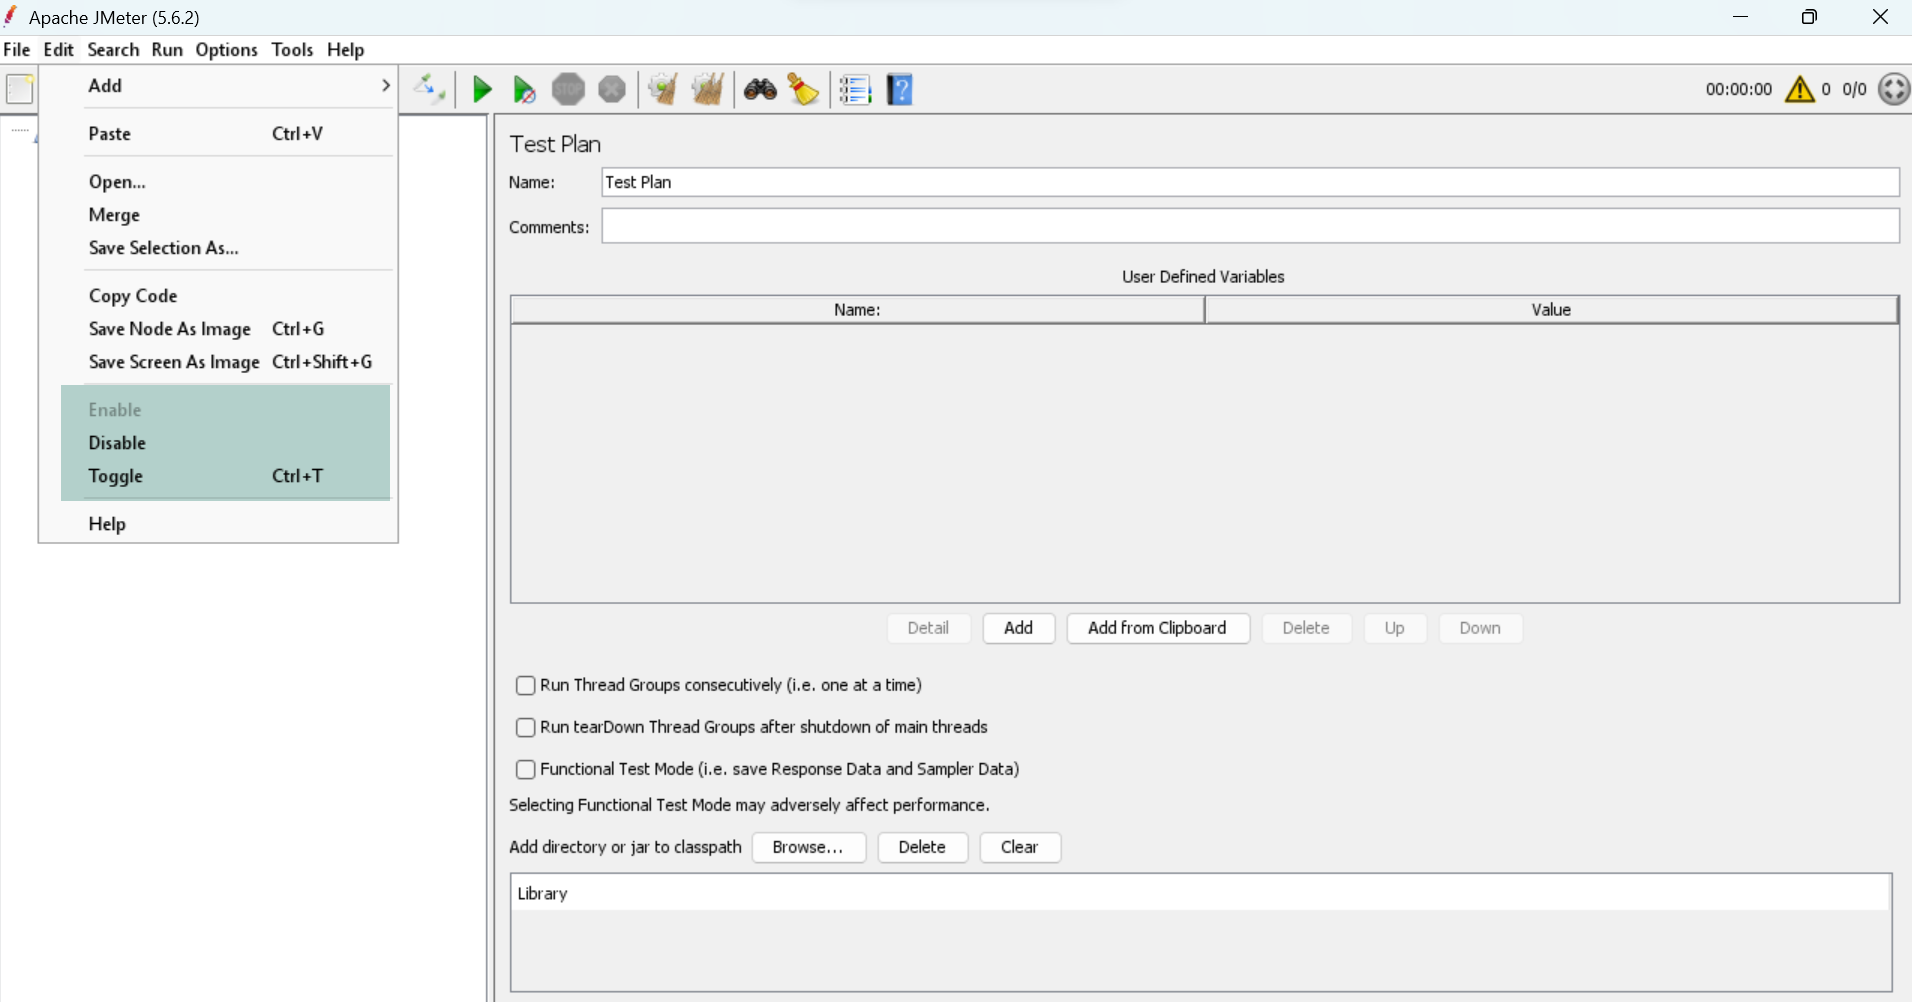 Apache JMeter (5.6.2)
File Edit Search Run Options Tools Help
STOP
00:00:00 0 0/0
Add
Paste Ctrl+V
Open...
Merge
Save Selection As...
Copy Code
Save Node As Image Ctrl+G
Save Screen As Image Ctrl+Shift+G
Enable
Disable
Toggle Ctrl+T
Help
Test Plan
Name: Test Plan
Comments:
User Defined Variables
Name: Value
Detail Add Add from Clipboard Delete Up Down
Run Thread Groups consecutively (i.e. one at a time)
Run tearDown Thread Groups after shutdown of main threads
Functional Test Mode (i.e. save Response Data and Sampler Data)
Selecting Functional Test Mode may adversely affect performance.
Add directory or jar to classpath Browse... Delete Clear
Library